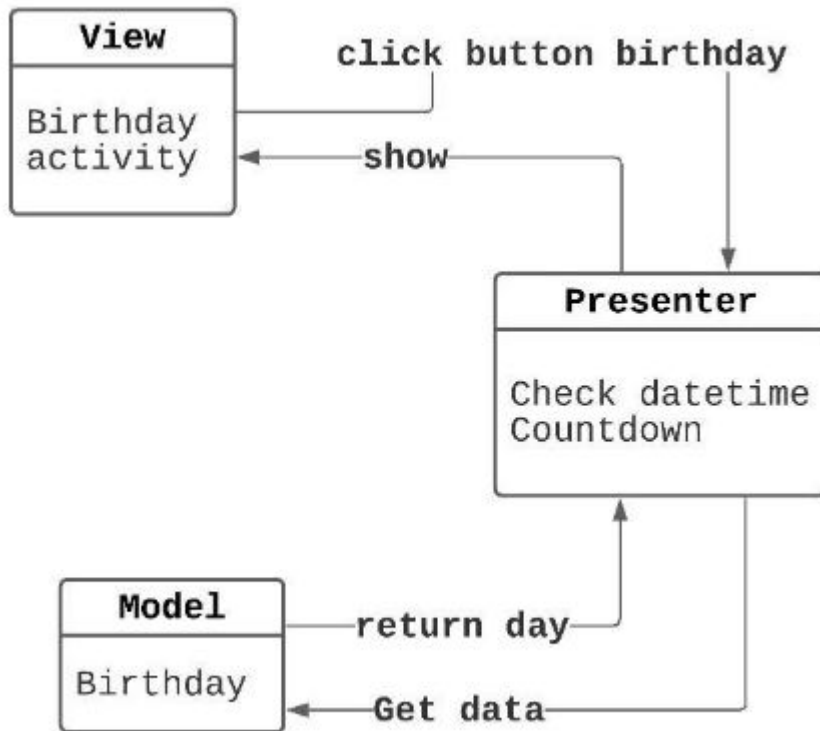 View
click button birthday
Birthday
activity
show
Presenter
Check datetime
Countdown
Model
return day
Birthday
Get data